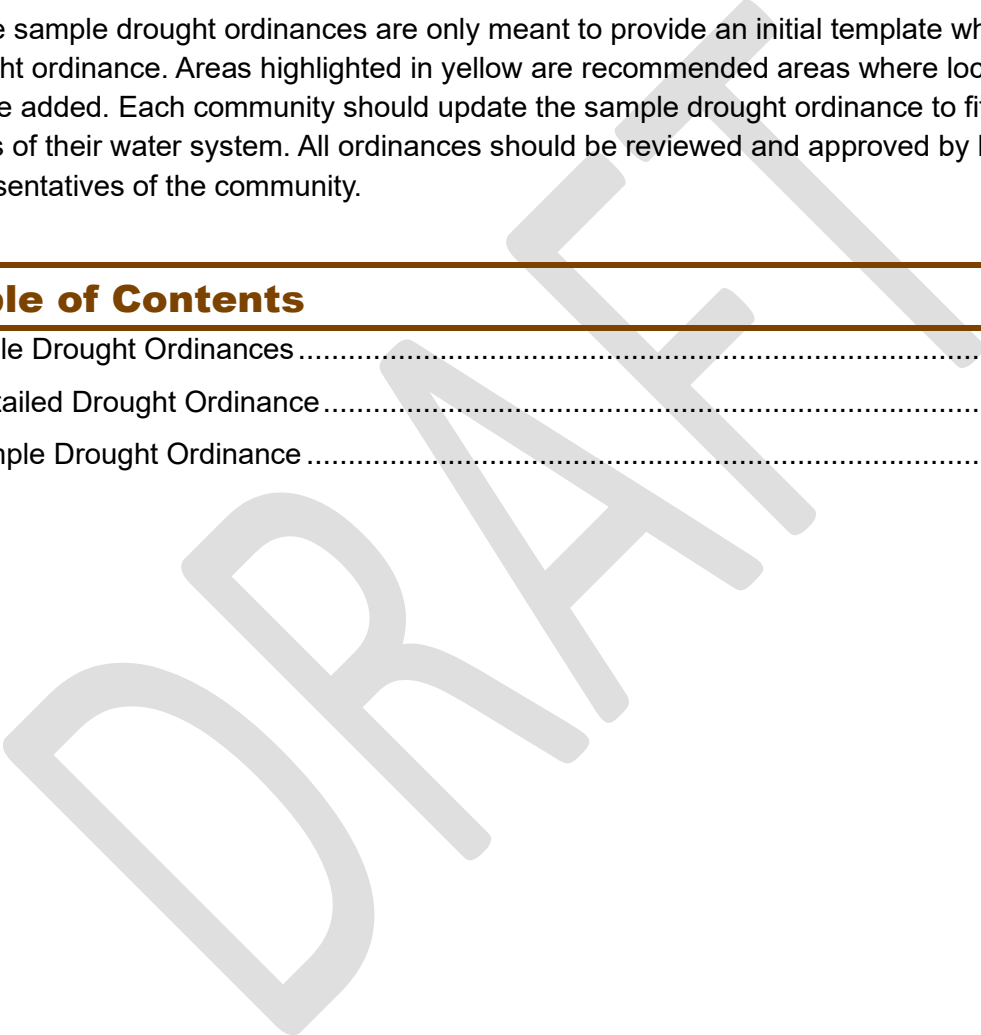 e sample drought ordinances are only meant to provide an initial template wh
ght ordinance. Areas highlighted in yellow are recommended areas where loc
e added. Each community should update the sample drought ordinance to fi
s of their water system. All ordinances should be reviewed and approved by l
sentatives of the community.
ble of Contents
le Drought Ordinances....................................................................................
tailed Drought Ordinance.................................................................................
mple Drought Ordinance...................................................................................
DRAFT